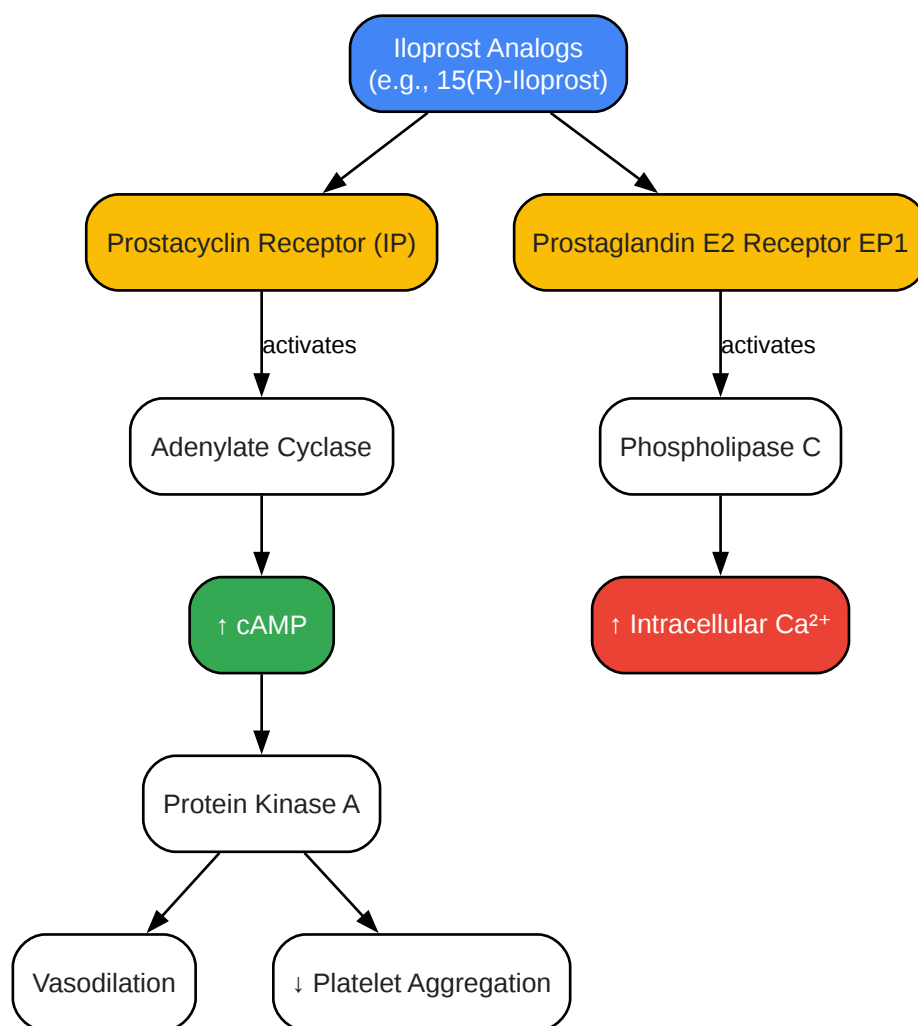 Iloprost Analogs
(e.g., 15(R)-Iloprost)
Prostacyclin Receptor (IP)
Prostaglandin E2 Receptor EP1
activates
activates
Adenylate Cyclase
Phospholipase C
↑ cAMP
↑ Intracellular Ca²⁺
Protein Kinase A
Vasodilation
↓ Platelet Aggregation